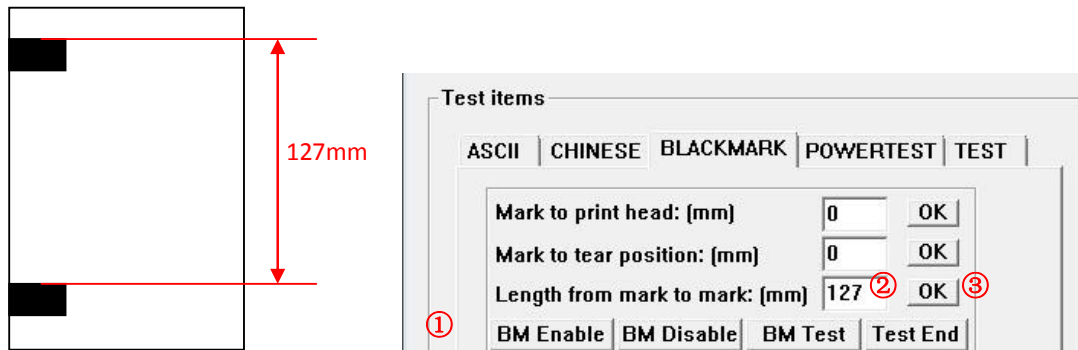 127mm
Test items
ASCII CHINESE BLACKMARK POWERTEST TEST
Mark to print head: (mm) 0 OK
Mark to tear position: (mm) 0 OK
Length from mark to mark: (mm) 127 ② OK ③
① BM Enable BM Disable BM Test Test End